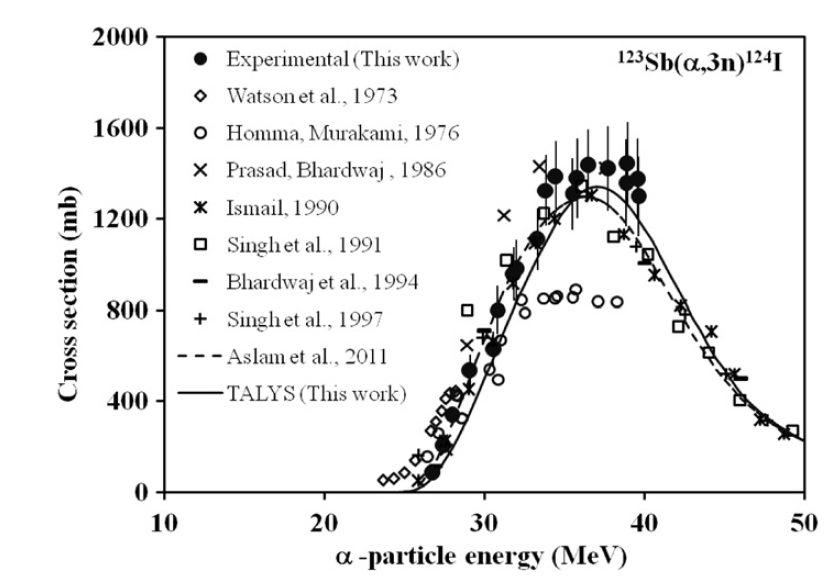 2000
1600
1200
800
400
0
Cross section (mb)
¹²³Sb(α,3n)¹²⁴I
Experimental (This work)
Watson et al., 1973
Homma, Murakami, 1976
Prasad, Bhardwaj , 1986
Ismail, 1990
Singh et al., 1991
Bhardwaj et al., 1994
Singh et al., 1997
Aslam et al., 2011
TALYS (This work)
10 20 30 40 50
α -particle energy (MeV)